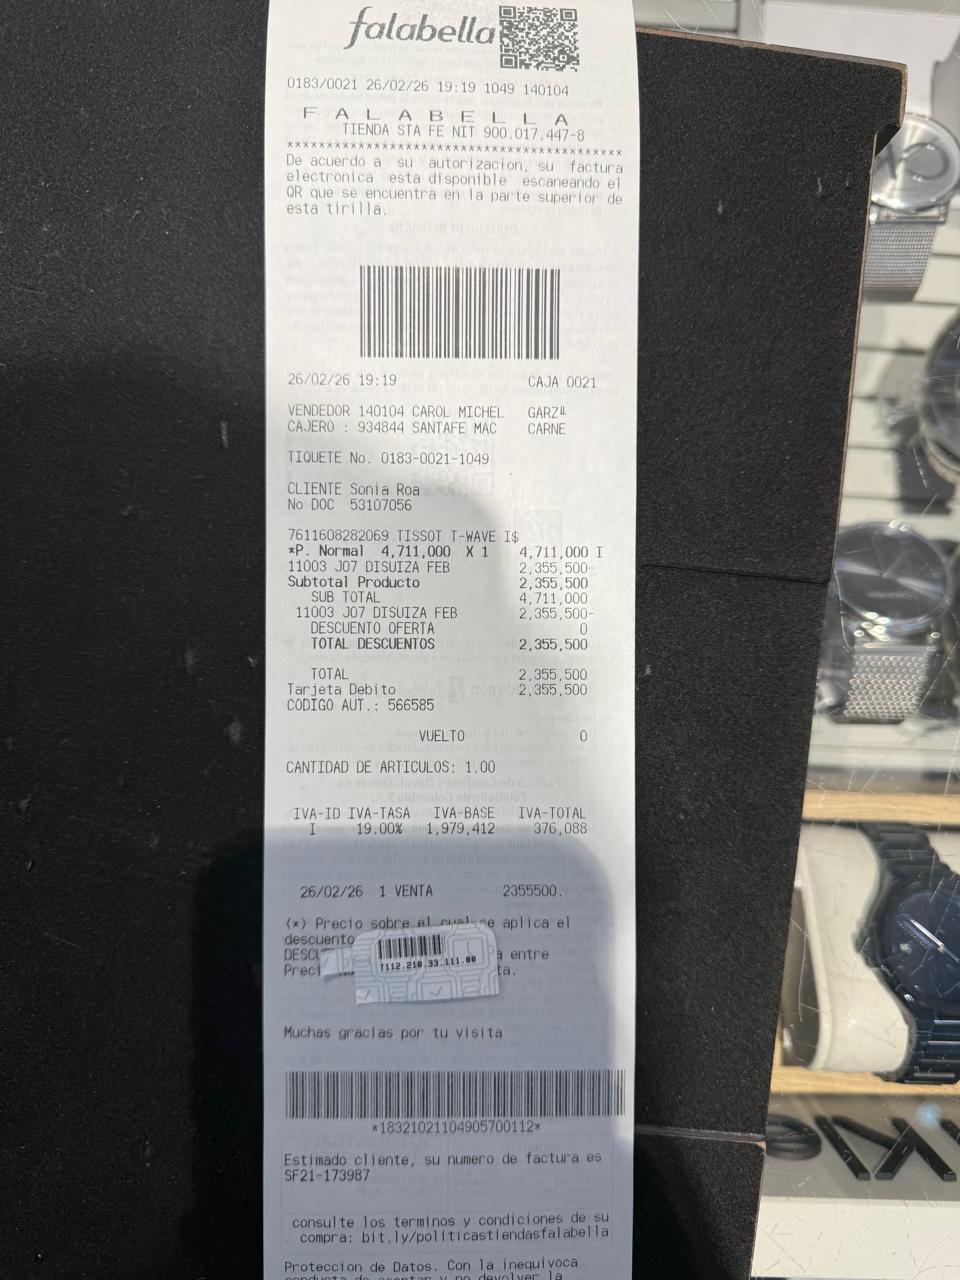 falabella
0183/0021 26/02/26 19:19 1049 140104
F A L A B E L L A
TIENDA STA FE NIT 900.017.447-8
******************************************
De acuerdo a su autorizacion, su factura
electronica esta disponible escaneando el
QR que se encuentra en la parte superior de
esta tirilla.
26/02/26 19:19 CAJA 0021
VENDEDOR 140104 CAROL MICHEL GARZ
CAJERO : 934844 SANTAFE MAC CARNE
TIQUETE No. 0183-0021-1049
CLIENTE Sonia Roa
No DOC 53107056
7611608282069 TISSOT T-WAVE I$
*P. Normal 4,711,000 X 1 4,711,000 I
11003 J07 DISUIZA FEB 2,355,500-
Subtotal Producto 2,355,500
SUB TOTAL 4,711,000
11003 J07 DISUIZA FEB 2,355,500-
DESCUENTO OFERTA 0
TOTAL DESCUENTOS 2,355,500
TOTAL 2,355,500
Tarjeta Debito 2,355,500
CODIGO AUT.: 566585
VUELTO 0
CANTIDAD DE ARTICULOS: 1.00
IVA-ID IVA-TASA IVA-BASE IVA-TOTAL
I 19.00% 1,979,412 376,088
26/02/26 1 VENTA 2355500.
(*) Precio sobre el cual se aplica el
descuento
entre
T112.210.33.111.00
Muchas gracias por tu visita
*18321021104905700112*
Estimado cliente, su numero de factura es
SF21-173987
consulte los terminos y condiciones de su
compra: bit.ly/politicastiendasfalabella
Proteccion de Datos. Con la inequivoca
conducta de aceptar y no devolver la